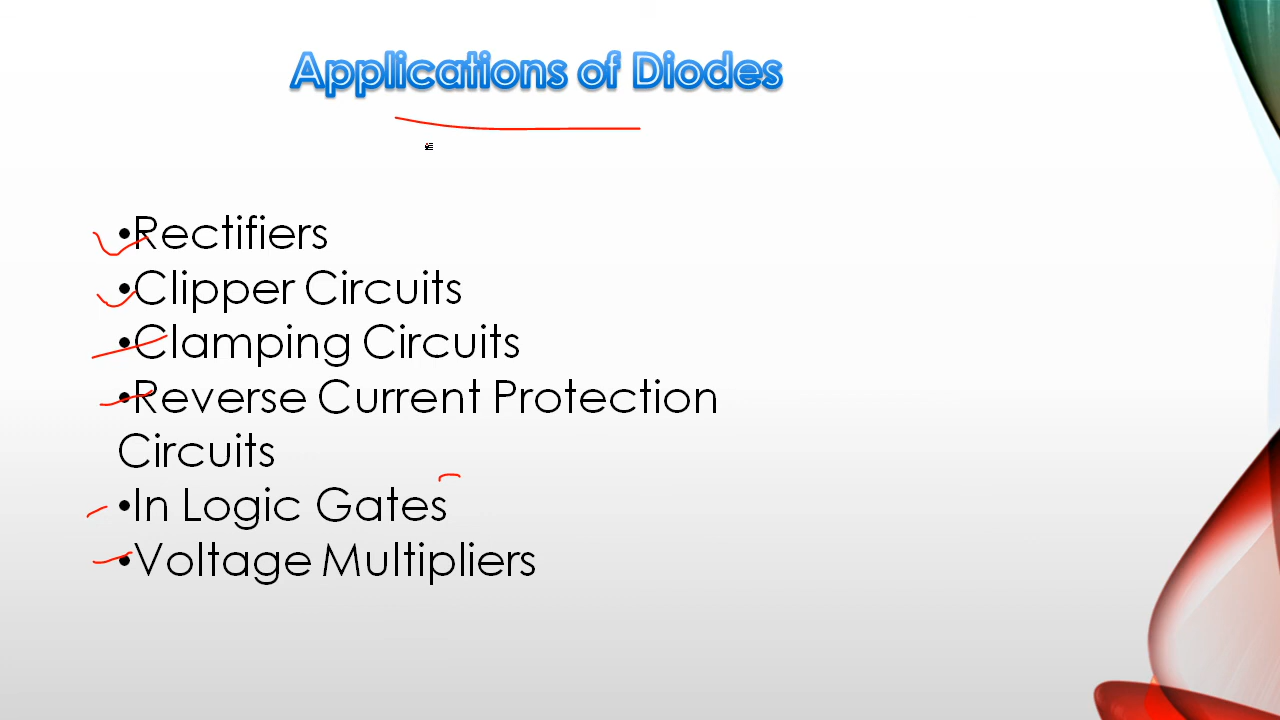 Applications of Diodes
•Rectifiers
•Clipper Circuits
•Clamping Circuits
•Reverse Current Protection
Circuits
•In Logic Gates
•Voltage Multipliers